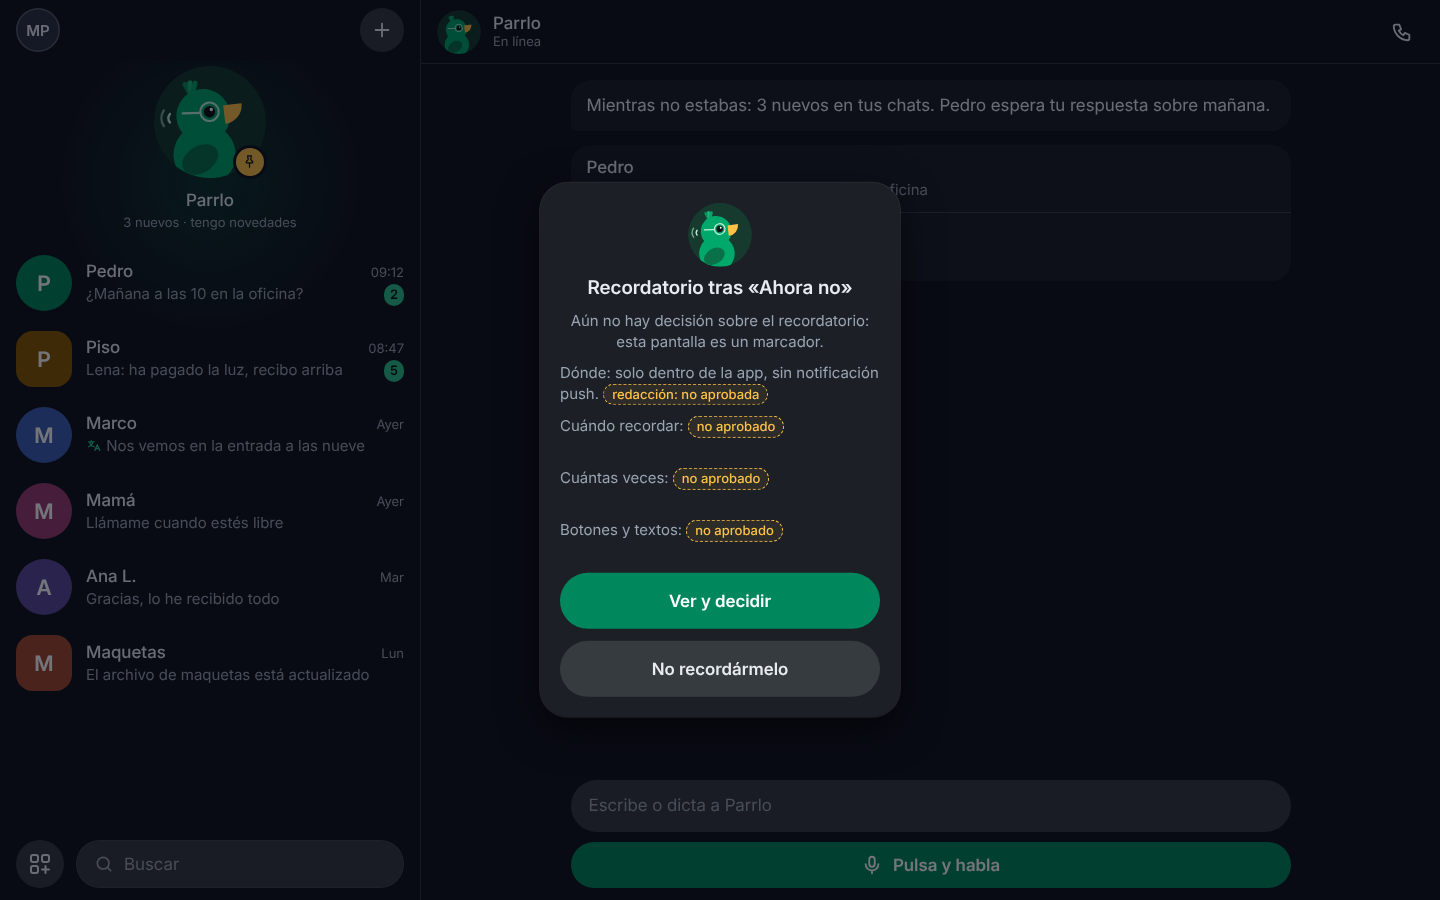 MP
Parrlo
3 nuevos · tengo novedades
P
Pedro
09:12
¿Mañana a las 10 en la oficina?
2
P
Piso
08:47
Lena: ha pagado la luz, recibo arriba
5
M
Marco
Ayer
Nos vemos en la entrada a las nueve
M
Mamá
Ayer
Llámame cuando estés libre
A
Ana L.
Mar
Gracias, lo he recibido todo
M
Maquetas
Lun
El archivo de maquetas está actualizado
Buscar
Parrlo
En línea
Mientras no estabas: 3 nuevos en tus chats. Pedro espera tu respuesta sobre mañana.
Pedro
ficina
Recordatorio tras «Ahora no»
Aún no hay decisión sobre el recordatorio:
esta pantalla es un marcador.
Dónde: solo dentro de la app, sin notificación
push. redacción: no aprobada
Cuándo recordar: no aprobado
Cuántas veces: no aprobado
Botones y textos: no aprobado
Ver y decidir
No recordármelo
Escribe o dicta a Parrlo
Pulsa y habla